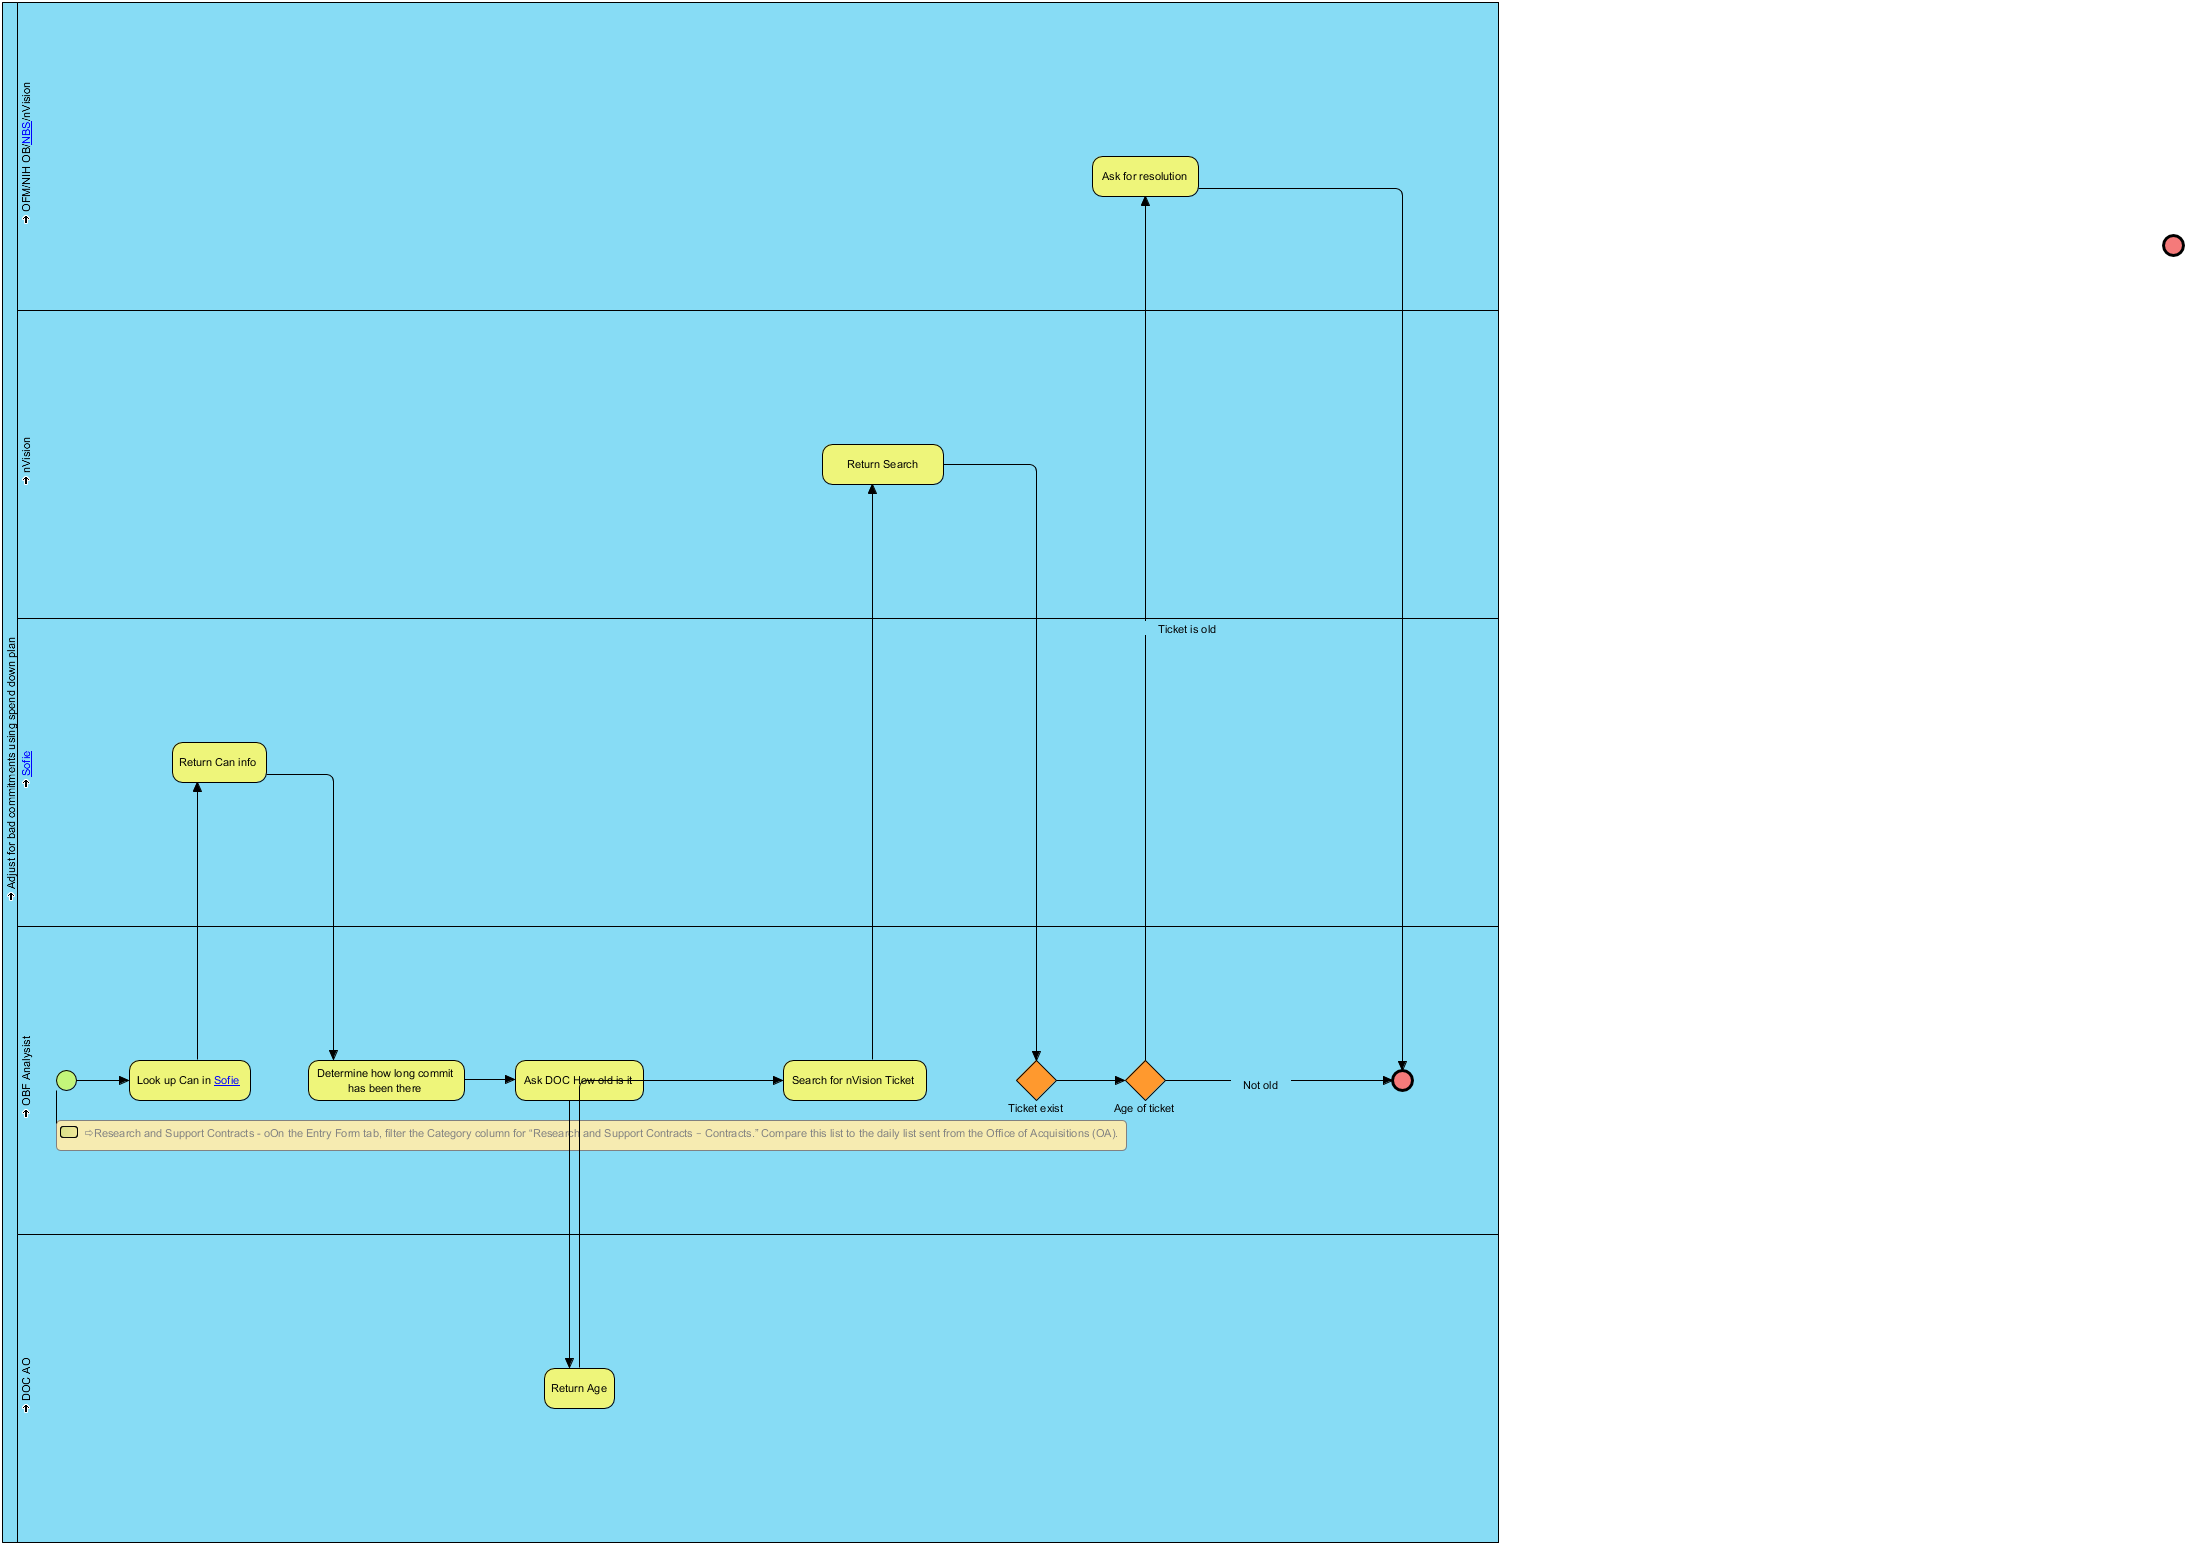 Adjust for bad commitments using spend down plan
OFM/NIH OB/NBS/nVision
Ask for resolution
nVision
Return Search
Ticket is old
Sofie
Return Can info
OBF Analysist
Look up Can in Sofie
Determine how long commit
has been there
Ask DOC How old is it
Search for nVision Ticket
Ticket exist
Age of ticket
Not old
⇨Research and Support Contracts - oOn the Entry Form tab, filter the Category column for “Research and Support Contracts – Contracts.” Compare this list to the daily list sent from the Office of Acquisitions (OA).
DOC AO
Return Age